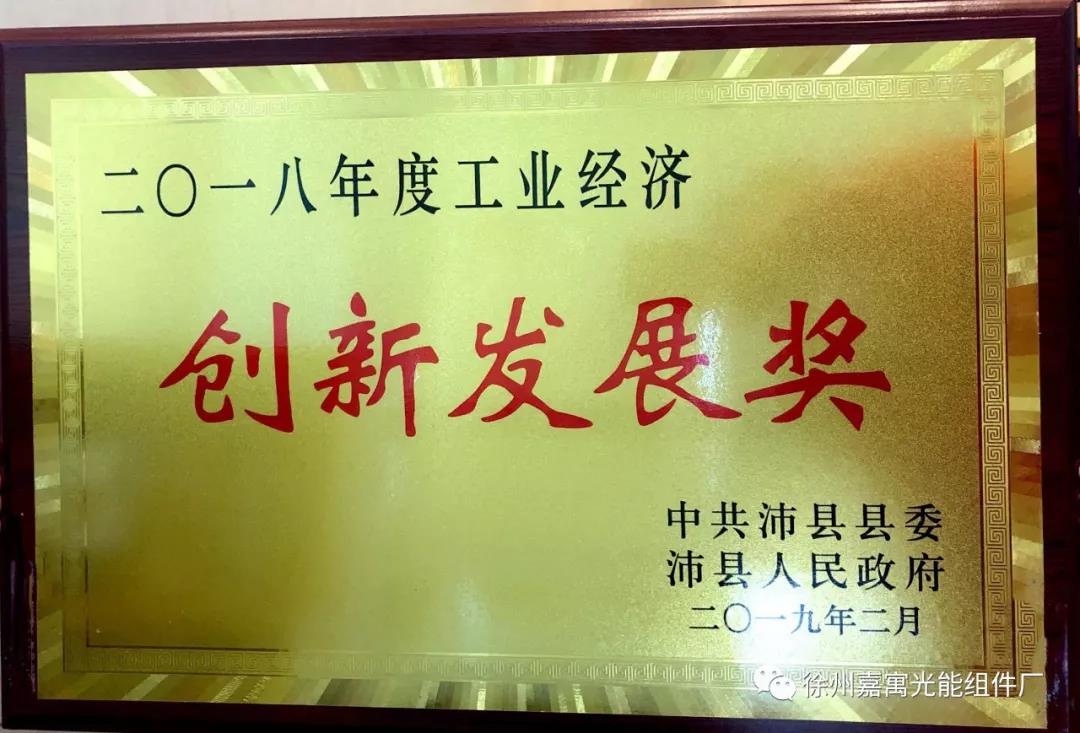 二〇一八年度工业经济
创新发展奖
中共沛县县委
沛县人民政府
二〇一九年二月
徐州嘉寓光能组件厂